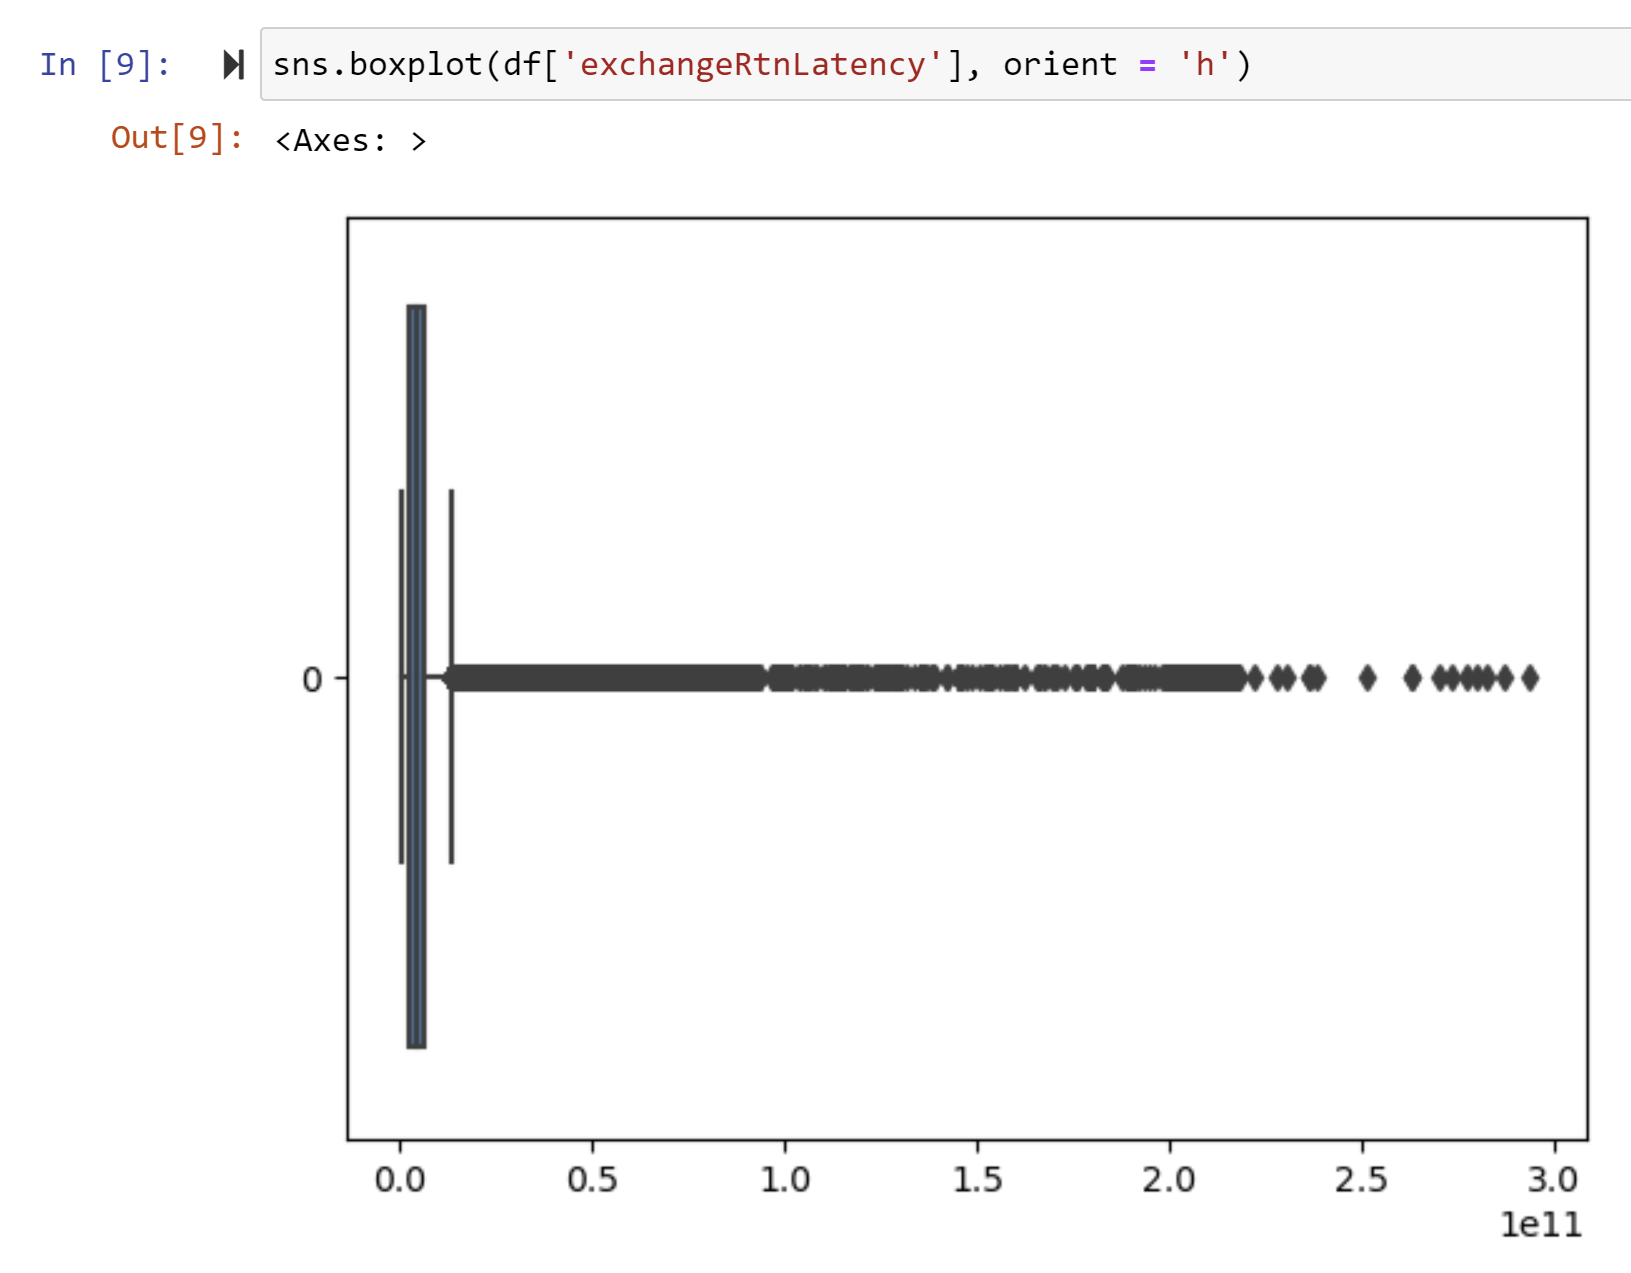 In [9]: sns.boxplot(df['exchangeRtnLatency'], orient = 'h')
Out[9]: <Axes: >
0
0.0 0.5 1.0 1.5 2.0 2.5 3.0
1e11